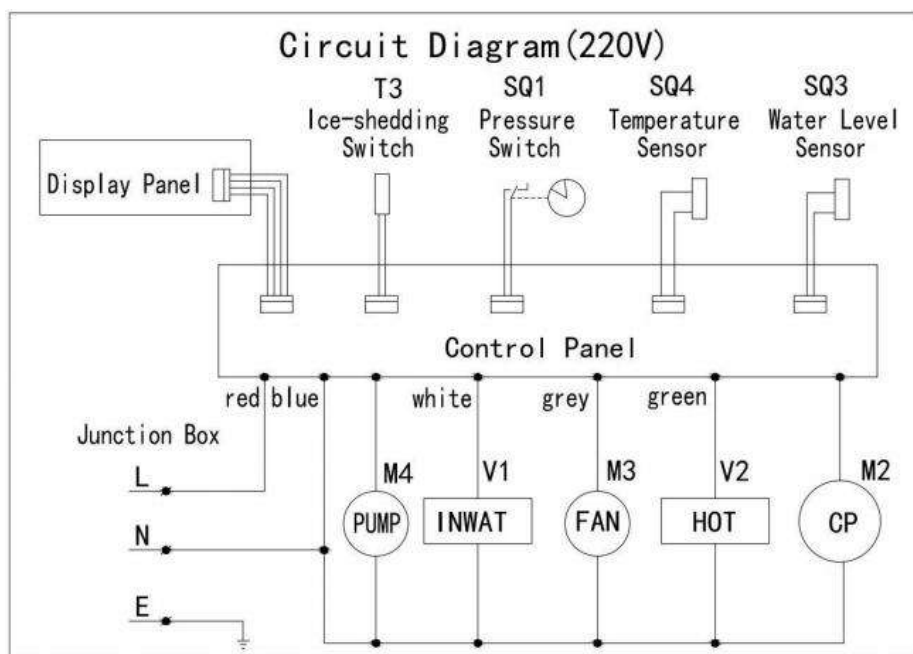 Circuit Diagram(220V)
T3
Ice-shedding
Switch
SQ1
Pressure
Switch
SQ4
Temperature
Sensor
SQ3
Water Level
Sensor
Display Panel
Control Panel
red blue
white
grey
green
Junction Box
L
N
E
M4
PUMP
V1
INWAT
M3
FAN
V2
HOT
M2
CP